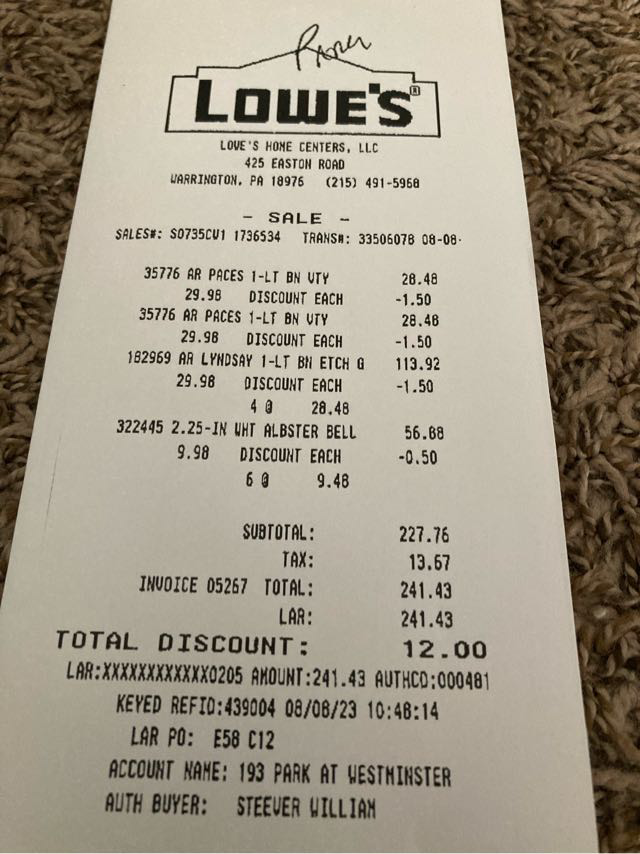 LOWE'S®
LOWE'S HOME CENTERS, LLC
425 EASTON ROAD
WARRINGTON, PA 18976 (215) 491-5968
- SALE -
SALES#: S0735CW1 1736534 TRANS#: 33506078 08-08-
35776 AR PACES 1-LT BN VTY 28.48
29.98 DISCOUNT EACH -1.50
35776 AR PACES 1-LT BN VTY 28.48
29.98 DISCOUNT EACH -1.50
182969 AR LYNDSAY 1-LT BN ETCH G 113.92
29.98 DISCOUNT EACH -1.50
4 @ 28.48
322445 2.25-IN WHT ALBSTER BELL 56.88
9.98 DISCOUNT EACH -0.50
6 @ 9.48
SUBTOTAL: 227.76
TAX: 13.67
INVOICE 05267 TOTAL: 241.43
LAR: 241.43
TOTAL DISCOUNT: 12.00
LAR:XXXXXXXXXXXX0205 AMOUNT:241.43 AUTHCD:000481
KEYED REFID:439004 08/08/23 10:48:14
LAR PO: E58 C12
ACCOUNT NAME: 193 PARK AT WESTMINSTER
AUTH BUYER: STEEVER WILLIAM